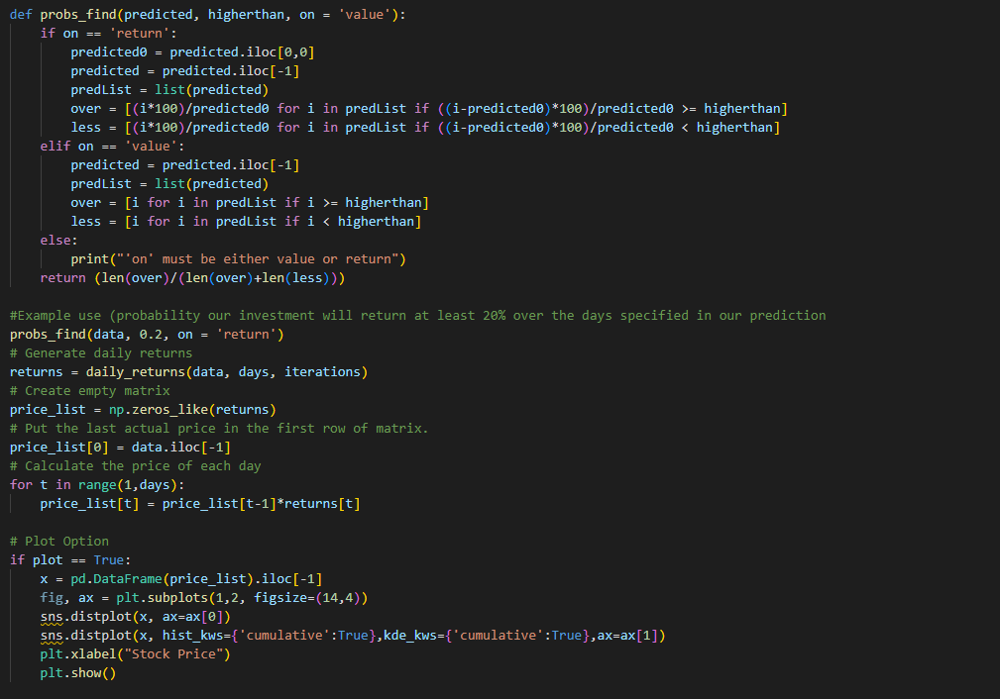 def probs_find(predicted, higherthan, on = 'value'):
    if on == 'return':
        predicted0 = predicted.iloc[0,0]
        predicted = predicted.iloc[-1]
        predList = list(predicted)
        over = [(i*100)/predicted0 for i in predList if ((i-predicted0)*100)/predicted0 >= higherthan]
        less = [(i*100)/predicted0 for i in predList if ((i-predicted0)*100)/predicted0 < higherthan]
    elif on == 'value':
        predicted = predicted.iloc[-1]
        predList = list(predicted)
        over = [i for i in predList if i >= higherthan]
        less = [i for i in predList if i < higherthan]
    else:
        print("'on' must be either value or return")
    return (len(over)/(len(over)+len(less)))

#Example use (probability our investment will return at least 20% over the days specified in our prediction
probs_find(data, 0.2, on = 'return')
# Generate daily returns
returns = daily_returns(data, days, iterations)
# Create empty matrix
price_list = np.zeros_like(returns)
# Put the last actual price in the first row of matrix.
price_list[0] = data.iloc[-1]
# Calculate the price of each day
for t in range(1,days):
    price_list[t] = price_list[t-1]*returns[t]

# Plot Option
if plot == True:
    x = pd.DataFrame(price_list).iloc[-1]
    fig, ax = plt.subplots(1,2, figsize=(14,4))
    sns.distplot(x, ax=ax[0])
    sns.distplot(x, hist_kws={'cumulative':True},kde_kws={'cumulative':True},ax=ax[1])
    plt.xlabel("Stock Price")
    plt.show()